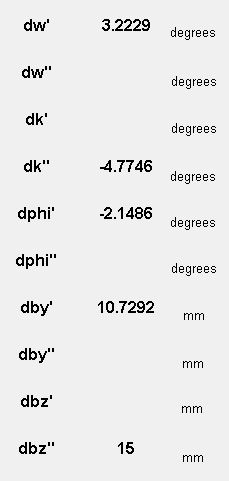 dw' 3.2229 degrees
dw'' degrees
dk' degrees
dk'' -4.7746 degrees
dphi' -2.1486 degrees
dphi'' degrees
dby' 10.7292 mm
dby'' mm
dbz' mm
dbz'' 15 mm